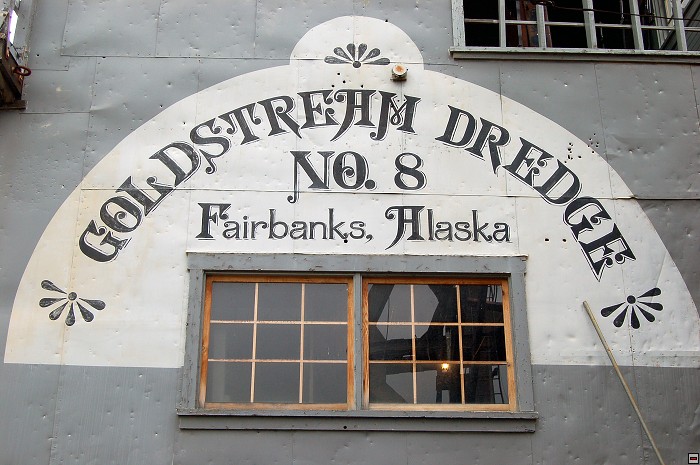 GOLDSTREAM DREDGE
No. 8
Fairbanks, Alaska